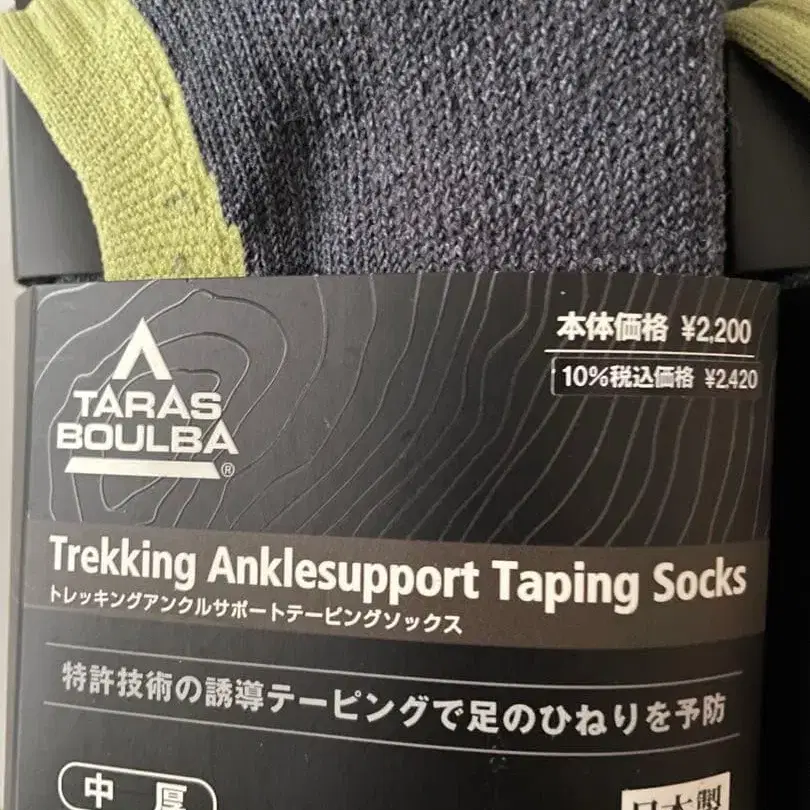 本体価格 ¥2,200
10%税込価格 ¥2,420
TARAS
BOULBA
®
Trekking Anklesupport Taping Socks
トレッキングアンクルサポートテーピングソックス
特許技術の誘導テーピングで足のひねりを予防
中 厚
日本製